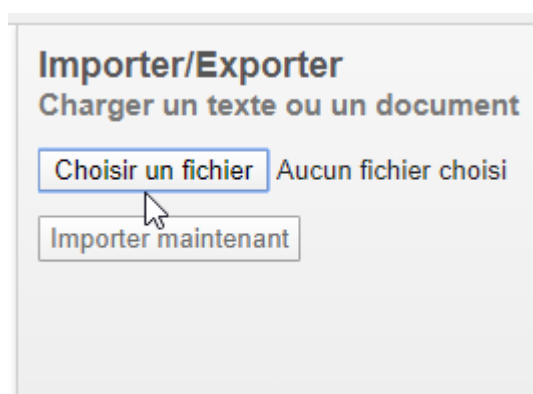 Importer/Exporter
Charger un texte ou un document
Choisir un fichier Aucun fichier choisi
Importer maintenant